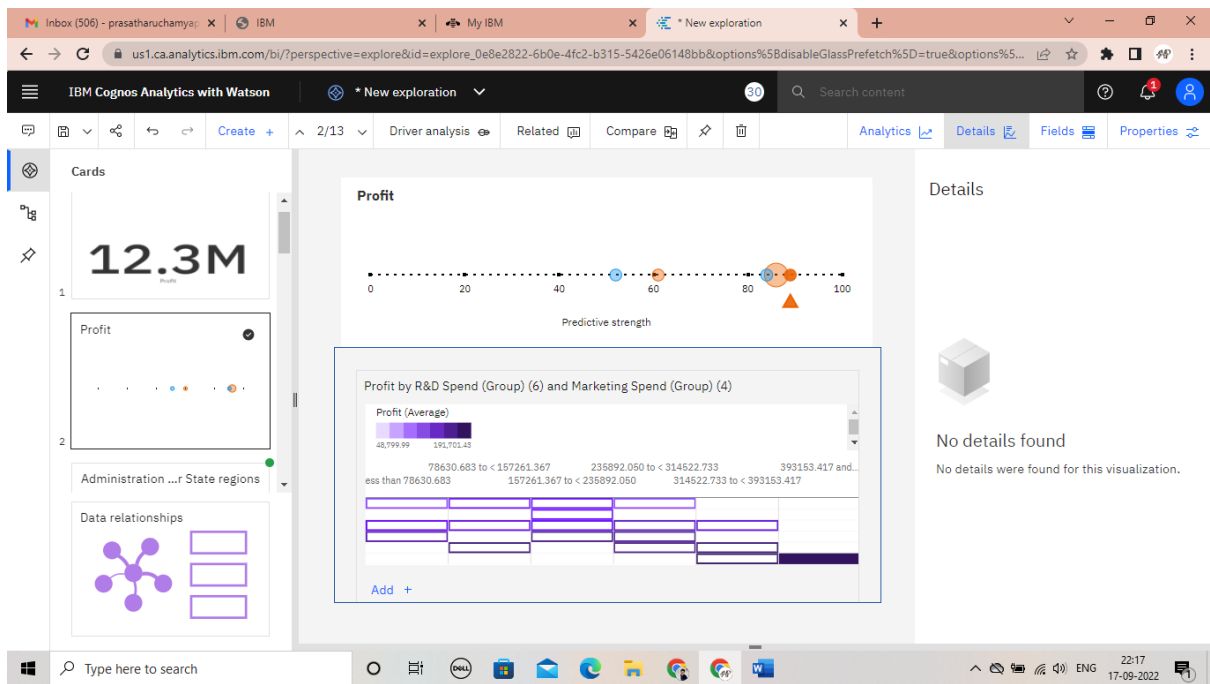 Inbox (506) - prasatharuchamyap
IBM
My IBM
* New exploration
us1.ca.analytics.ibm.com/bi/?perspective=explore&id=explore_0e8e2822-6b0e-4fc2-b315-5426e06148bb&options%5BdisableGlassPrefetch%5D=true&options%5...
IBM Cognos Analytics with Watson
* New exploration
30
Search content
1
Create +
2/13
Driver analysis
Related
Compare
Analytics
Details
Fields
Properties
Cards
12.3M
Profit
1
Profit
2
Administration ...r State regions
Data relationships
Profit
0 20 40 60 80 100
Predictive strength
Profit by R&D Spend (Group) (6) and Marketing Spend (Group) (4)
Profit (Average)
48,799.99 191,701.43
78630.683 to < 157261.367 235892.050 to < 314522.733 393153.417 and...
ess than 78630.683 157261.367 to < 235892.050 314522.733 to < 393153.417
Add +
Details
No details found
No details were found for this visualization.
Type here to search
DELL
W
ENG
22:17
17-09-2022
1